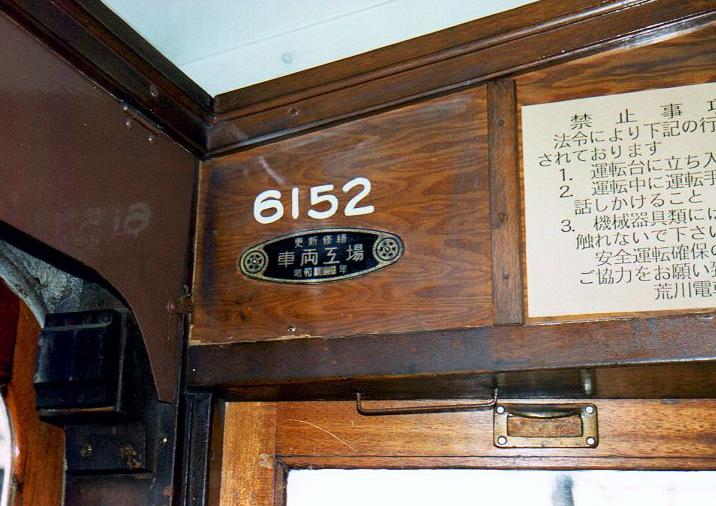 6152
更新修繕
車両工場
昭和 年
禁止事項
法令により下記の行
されております
1. 運転台に立ち入
2. 運転中に運転手
話しかけること
3. 機械器具類には
触れないで下さい
安全運転確保の
ご協力をお願い致
荒川電